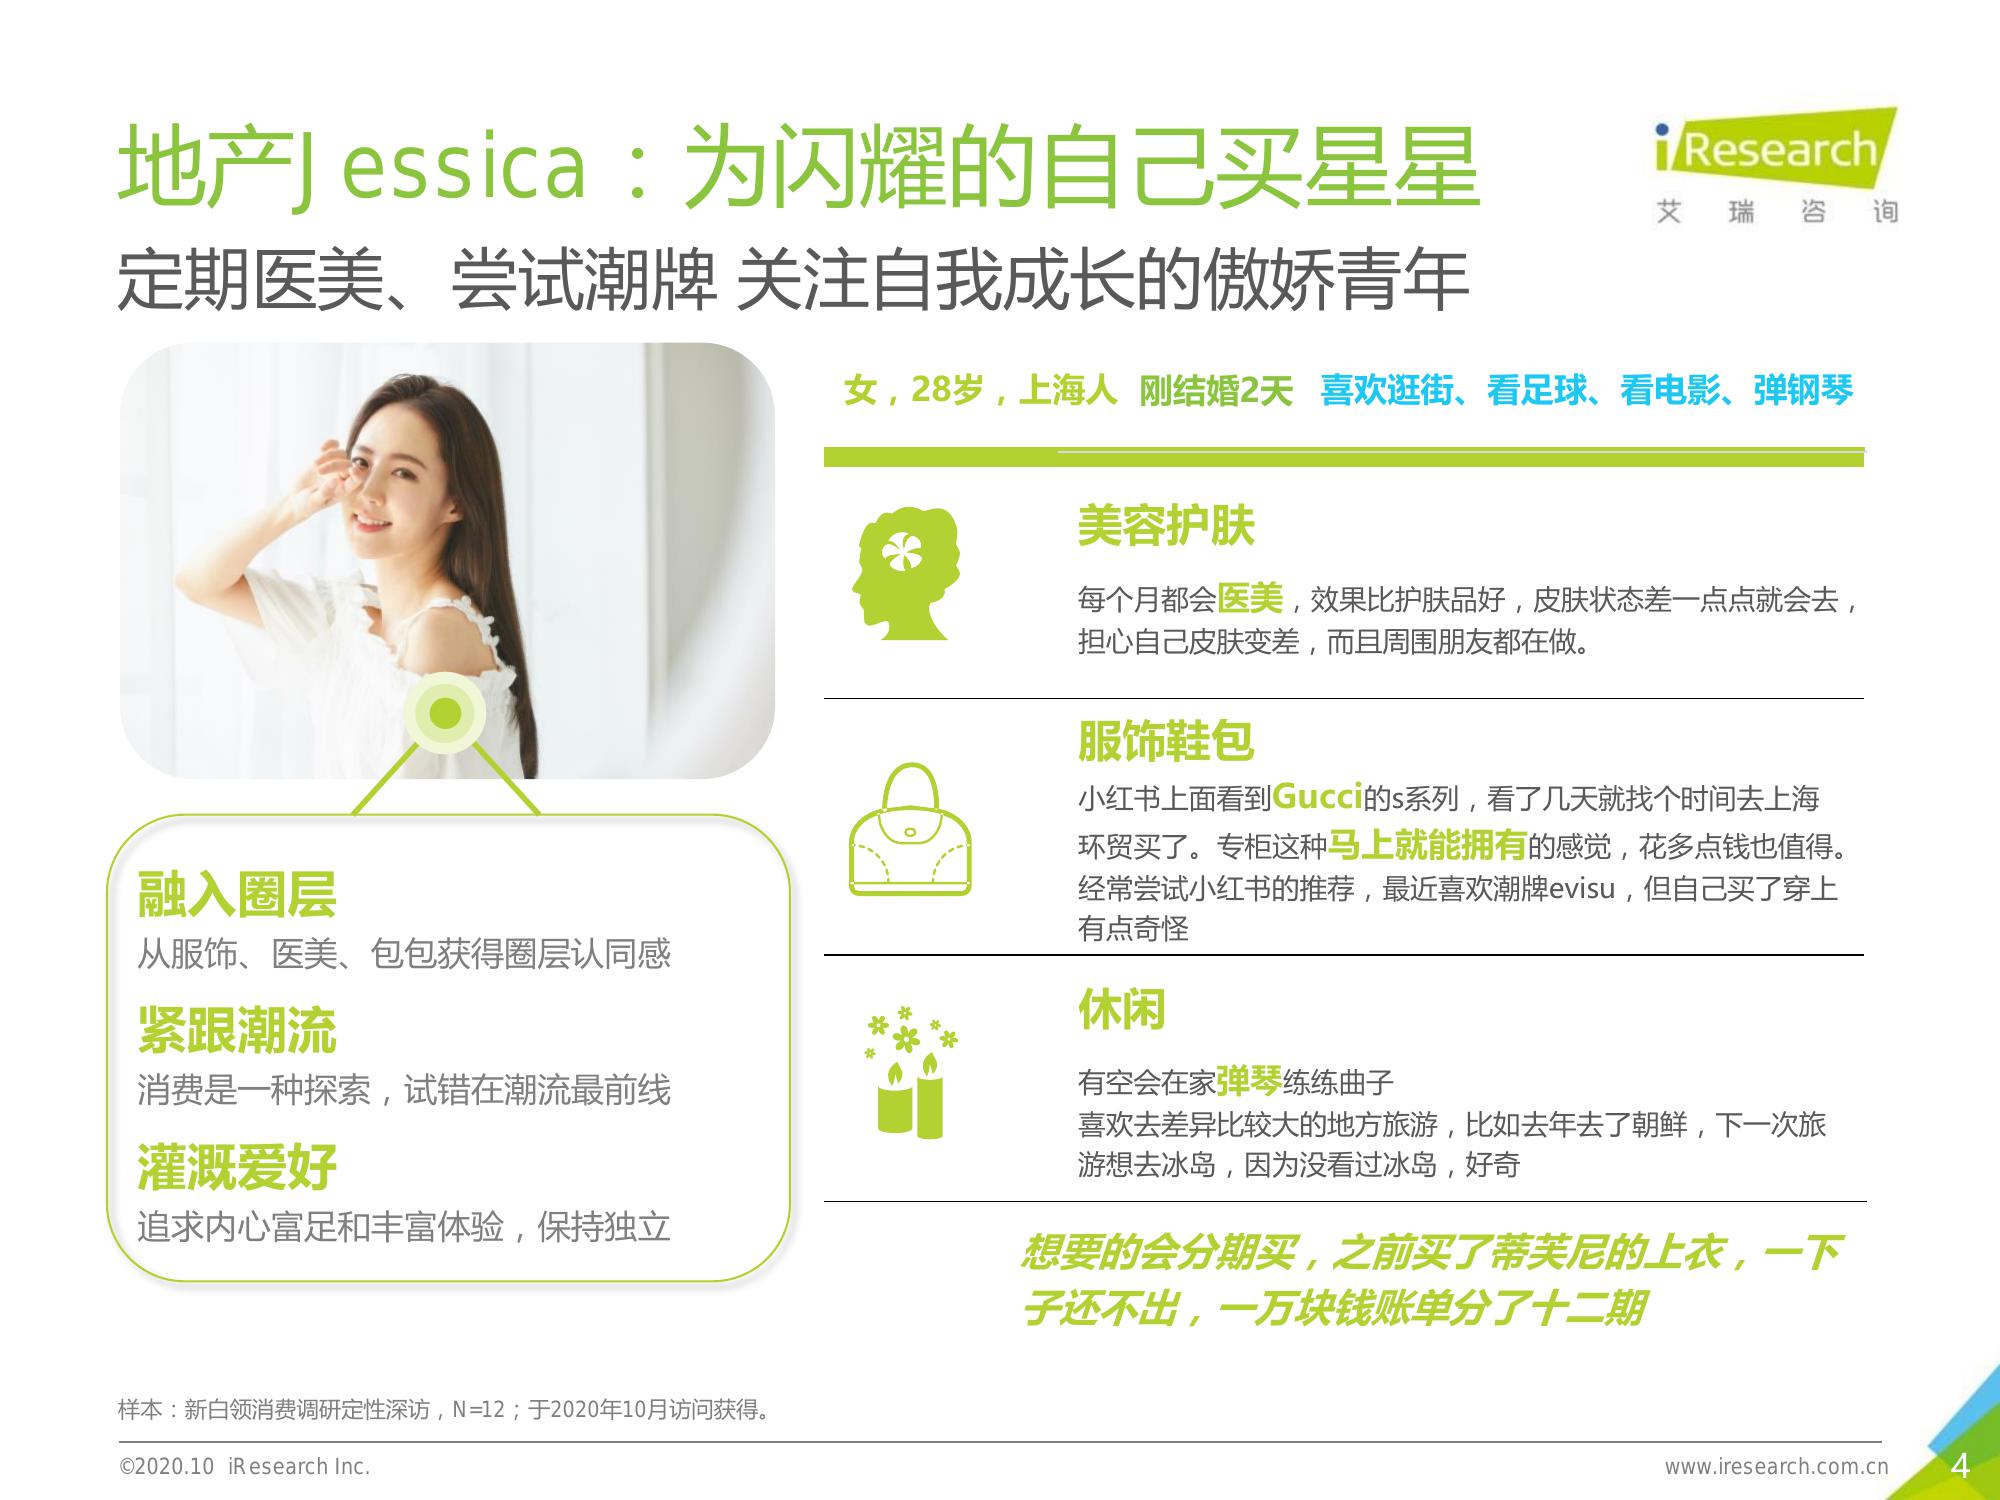 地产Jessica：为闪耀的自己买星星
iResearch
艾瑞咨询
定期医美、尝试潮牌 关注自我成长的傲娇青年
女，28岁，上海人 刚结婚2天 喜欢逛街、看足球、看电影、弹钢琴
美容护肤
每个月都会医美，效果比护肤品好，皮肤状态差一点点就会去，
担心自己皮肤变差，而且周围朋友都在做。
服饰鞋包
小红书上面看到Gucci的s系列，看了几天就找个时间去上海
环贸买了。专柜这种马上就能拥有的感觉，花多点钱也值得。
经常尝试小红书的推荐，最近喜欢潮牌evisu，但自己买了穿上
有点奇怪
休闲
有空会在家弹琴练练曲子
喜欢去差异比较大的地方旅游，比如去年去了朝鲜，下一次旅
游想去冰岛，因为没看过冰岛，好奇
想要的会分期买，之前买了蒂芙尼的上衣，一下
子还不出，一万块钱账单分了十二期
融入圈层
从服饰、医美、包包获得圈层认同感
紧跟潮流
消费是一种探索，试错在潮流最前线
灌溉爱好
追求内心富足和丰富体验，保持独立
样本：新白领消费调研定性深访，N=12；于2020年10月访问获得。
©2020.10 iResearch Inc.
www.iresearch.com.cn
4